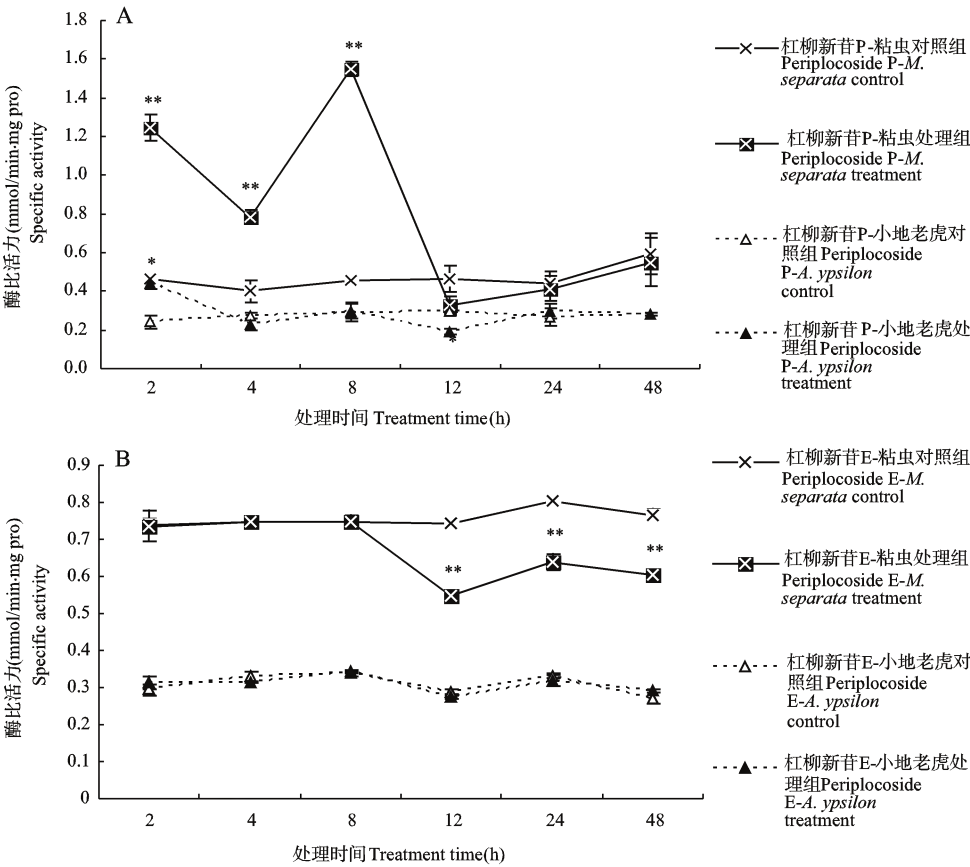 A
1.8
1.6
1.4
1.2
1.0
0.8
0.6
0.4
0.2
0.0
酶比活力(mmol/min·mg pro)
Specific activity
**
**
**
*
*
2
4
8
12
24
48
处理时间 Treatment time(h)
杠柳新苷P-粘虫对照组
Periplocoside P-M.
separata control
杠柳新苷P-粘虫处理组
Periplocoside P-M.
separata treatment
杠柳新苷P-小地老虎对
照组Periplocoside
P-A. ypsilon
control
杠柳新苷P-小地老虎处
理组Periplocoside
P-A. ypsilon
treatment
B
0.9
0.8
0.7
0.6
0.5
0.4
0.3
0.2
0.1
0
酶比活力(mmol/min·mg pro)
Specific activity
**
**
**
2
4
8
12
24
48
处理时间 Treatment time(h)
杠柳新苷E-粘虫对照组
Periplocoside E-M.
separata control
杠柳新苷E-粘虫处理组
Periplocoside E-M.
separata treatment
杠柳新苷E-小地老虎对
照组Periplocoside
E-A. ypsilon
control
杠柳新苷E-小地老虎处
理组Periplocoside
E-A. ypsilon
treatment